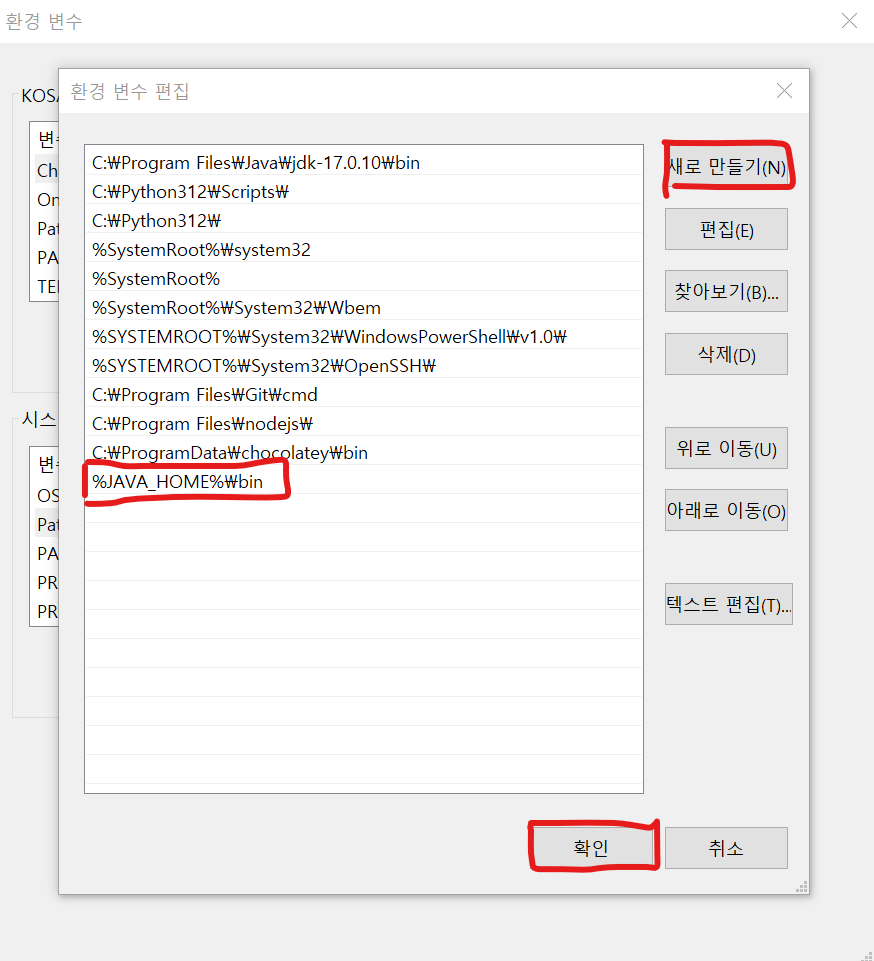 환경 변수
KOSA
환경 변수 편집
변수
Ch
On
Pat
PA
TE
시스
변수
OS
Pat
PA
PR
PR
C:₩Program Files₩Java₩jdk-17.0.10₩bin
C:₩Python312₩Scripts₩
C:₩Python312₩
%SystemRoot%₩system32
%SystemRoot%
%SystemRoot%₩System32₩Wbem
%SYSTEMROOT%₩System32₩WindowsPowerShell₩v1.0₩
%SYSTEMROOT%₩System32₩OpenSSH₩
C:₩Program Files₩Git₩cmd
C:₩Program Files₩nodejs₩
C:₩ProgramData₩chocolatey₩bin
%JAVA_HOME%₩bin
새로 만들기(N)
편집(E)
찾아보기(B)...
삭제(D)
위로 이동(U)
아래로 이동(O)
텍스트 편집(T)...
확인
취소